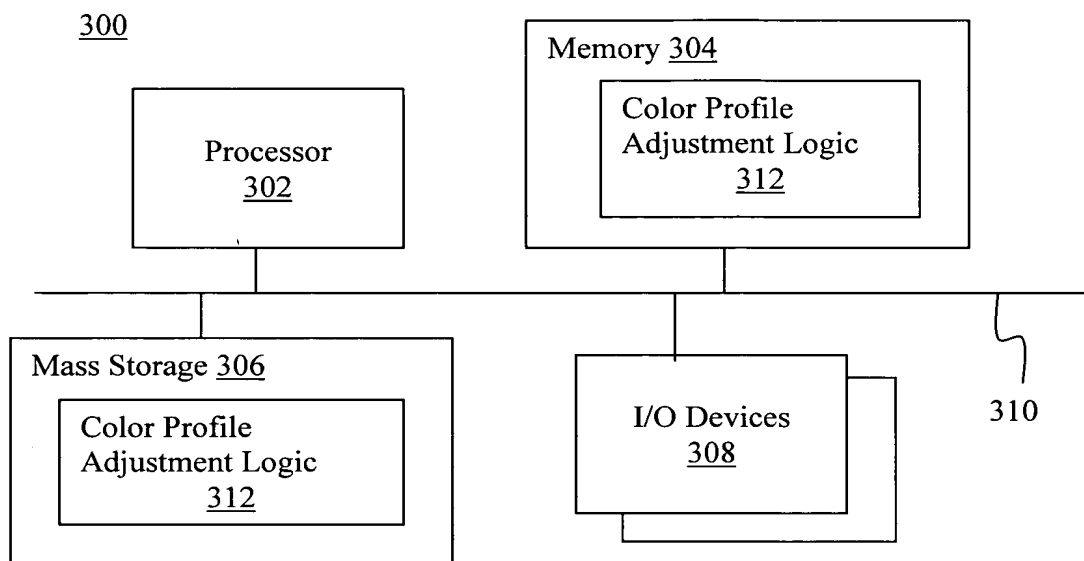 300
Memory 304
Color Profile
Adjustment Logic
312
Processor
302
Mass Storage 306
Color Profile
Adjustment Logic
312
I/O Devices
308
310